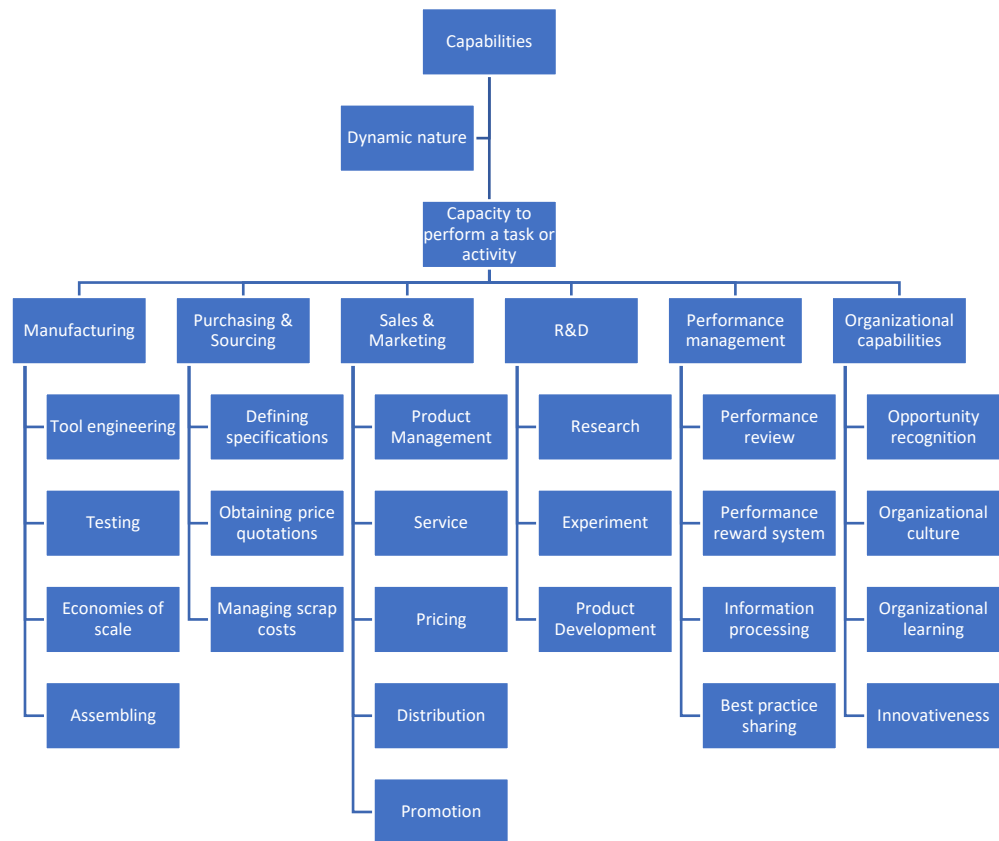 Capabilities
Dynamic nature
Capacity to
perform a task or
activity
Manufacturing
Purchasing &
Sourcing
Sales &
Marketing
R&D
Performance
management
Organizational
capabilities
Tool engineering
Defining
specifications
Product
Management
Research
Performance
review
Opportunity
recognition
Testing
Obtaining price
quotations
Service
Experiment
Performance
reward system
Organizational
culture
Economies of
scale
Managing scrap
costs
Pricing
Product
Development
Information
processing
Organizational
learning
Assembling
Distribution
Best practice
sharing
Innovativeness
Promotion